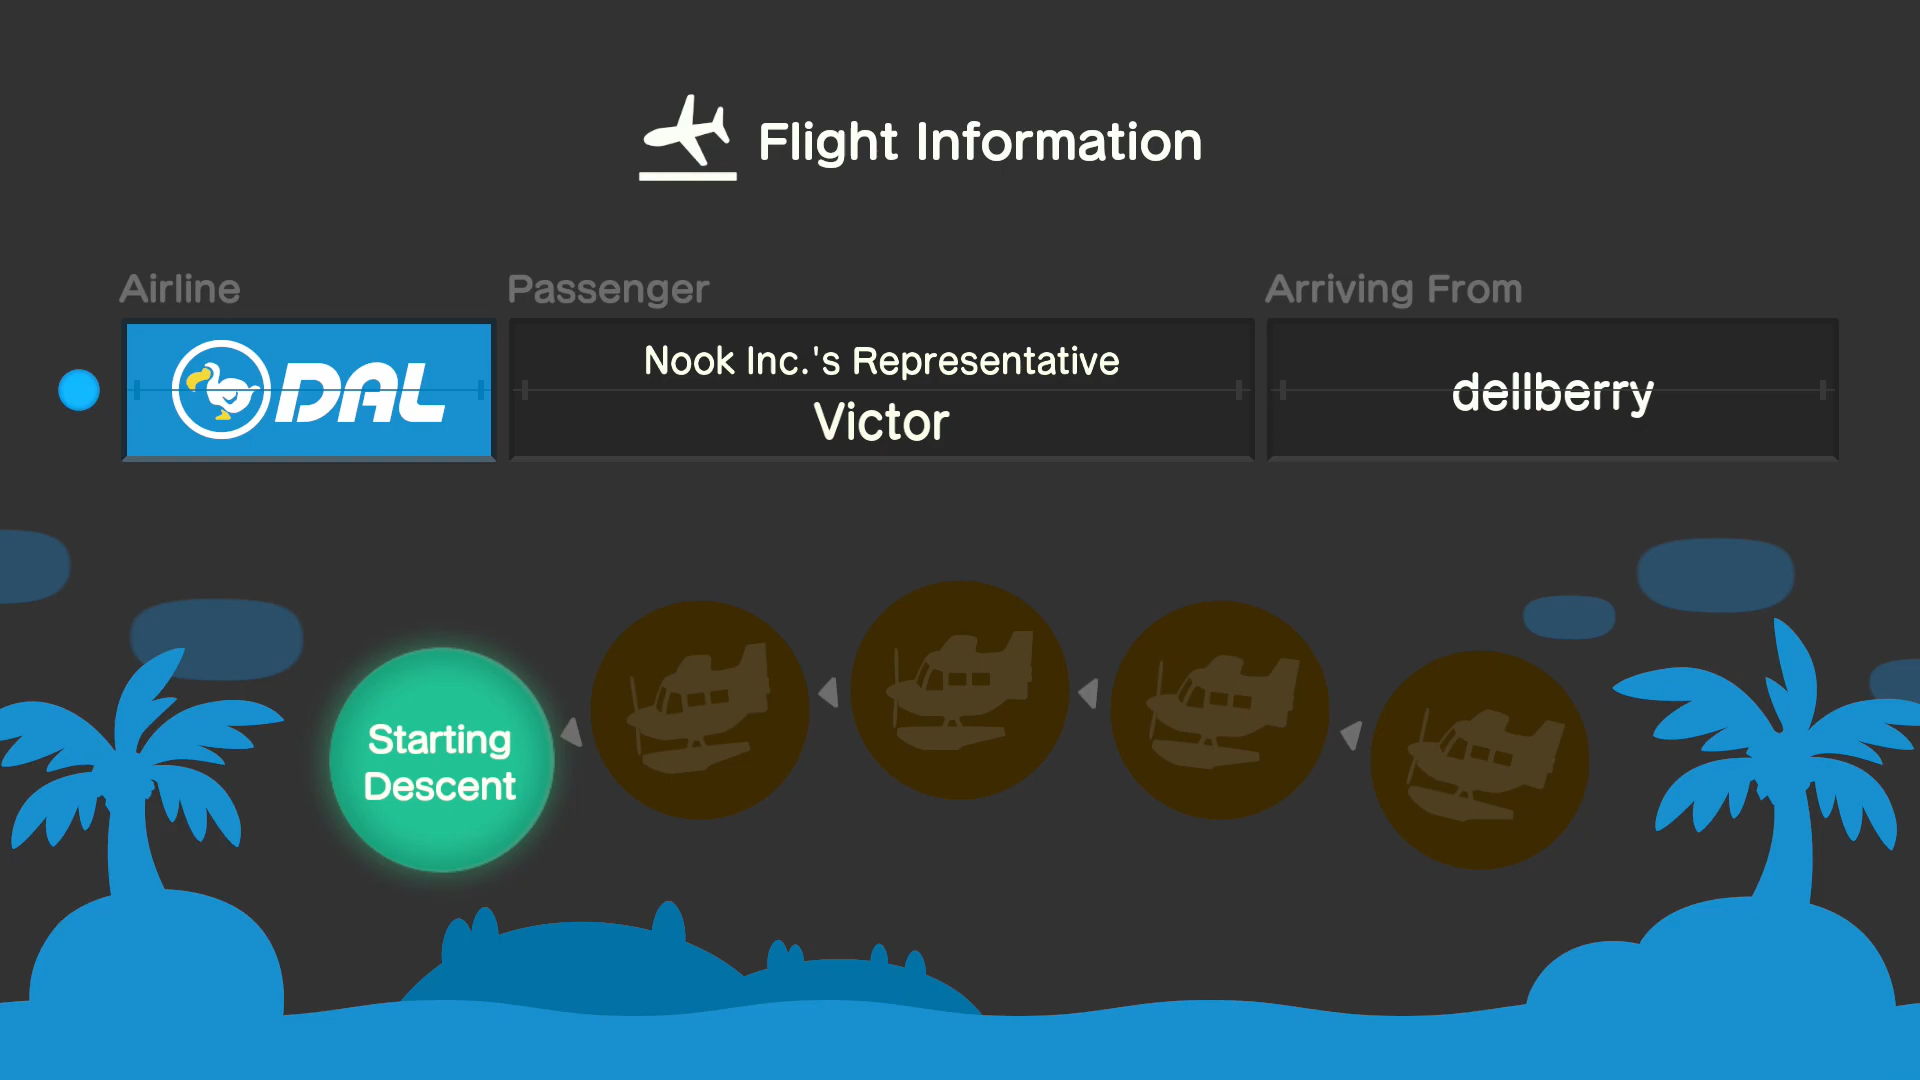 Flight Information
Airline
Passenger
Arriving From
DAL
Nook Inc.'s Representative
Victor
dellberry
Starting
Descent